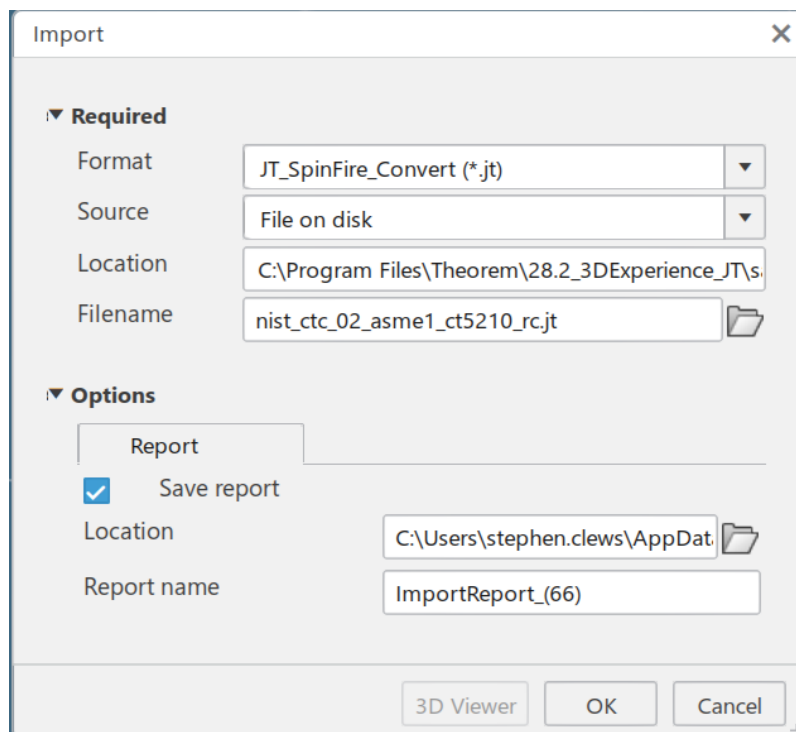 Import
Required
Format JT_SpinFire_Convert (*.jt)
Source File on disk
Location C:\Program Files\Theorem\28.2_3DExperience_JT\s
Filename nist_ctc_02_asme1_ct5210_rc.jt
Options
Report
Save report
Location C:\Users\stephen.clews\AppDat
Report name ImportReport_(66)
3D Viewer OK Cancel